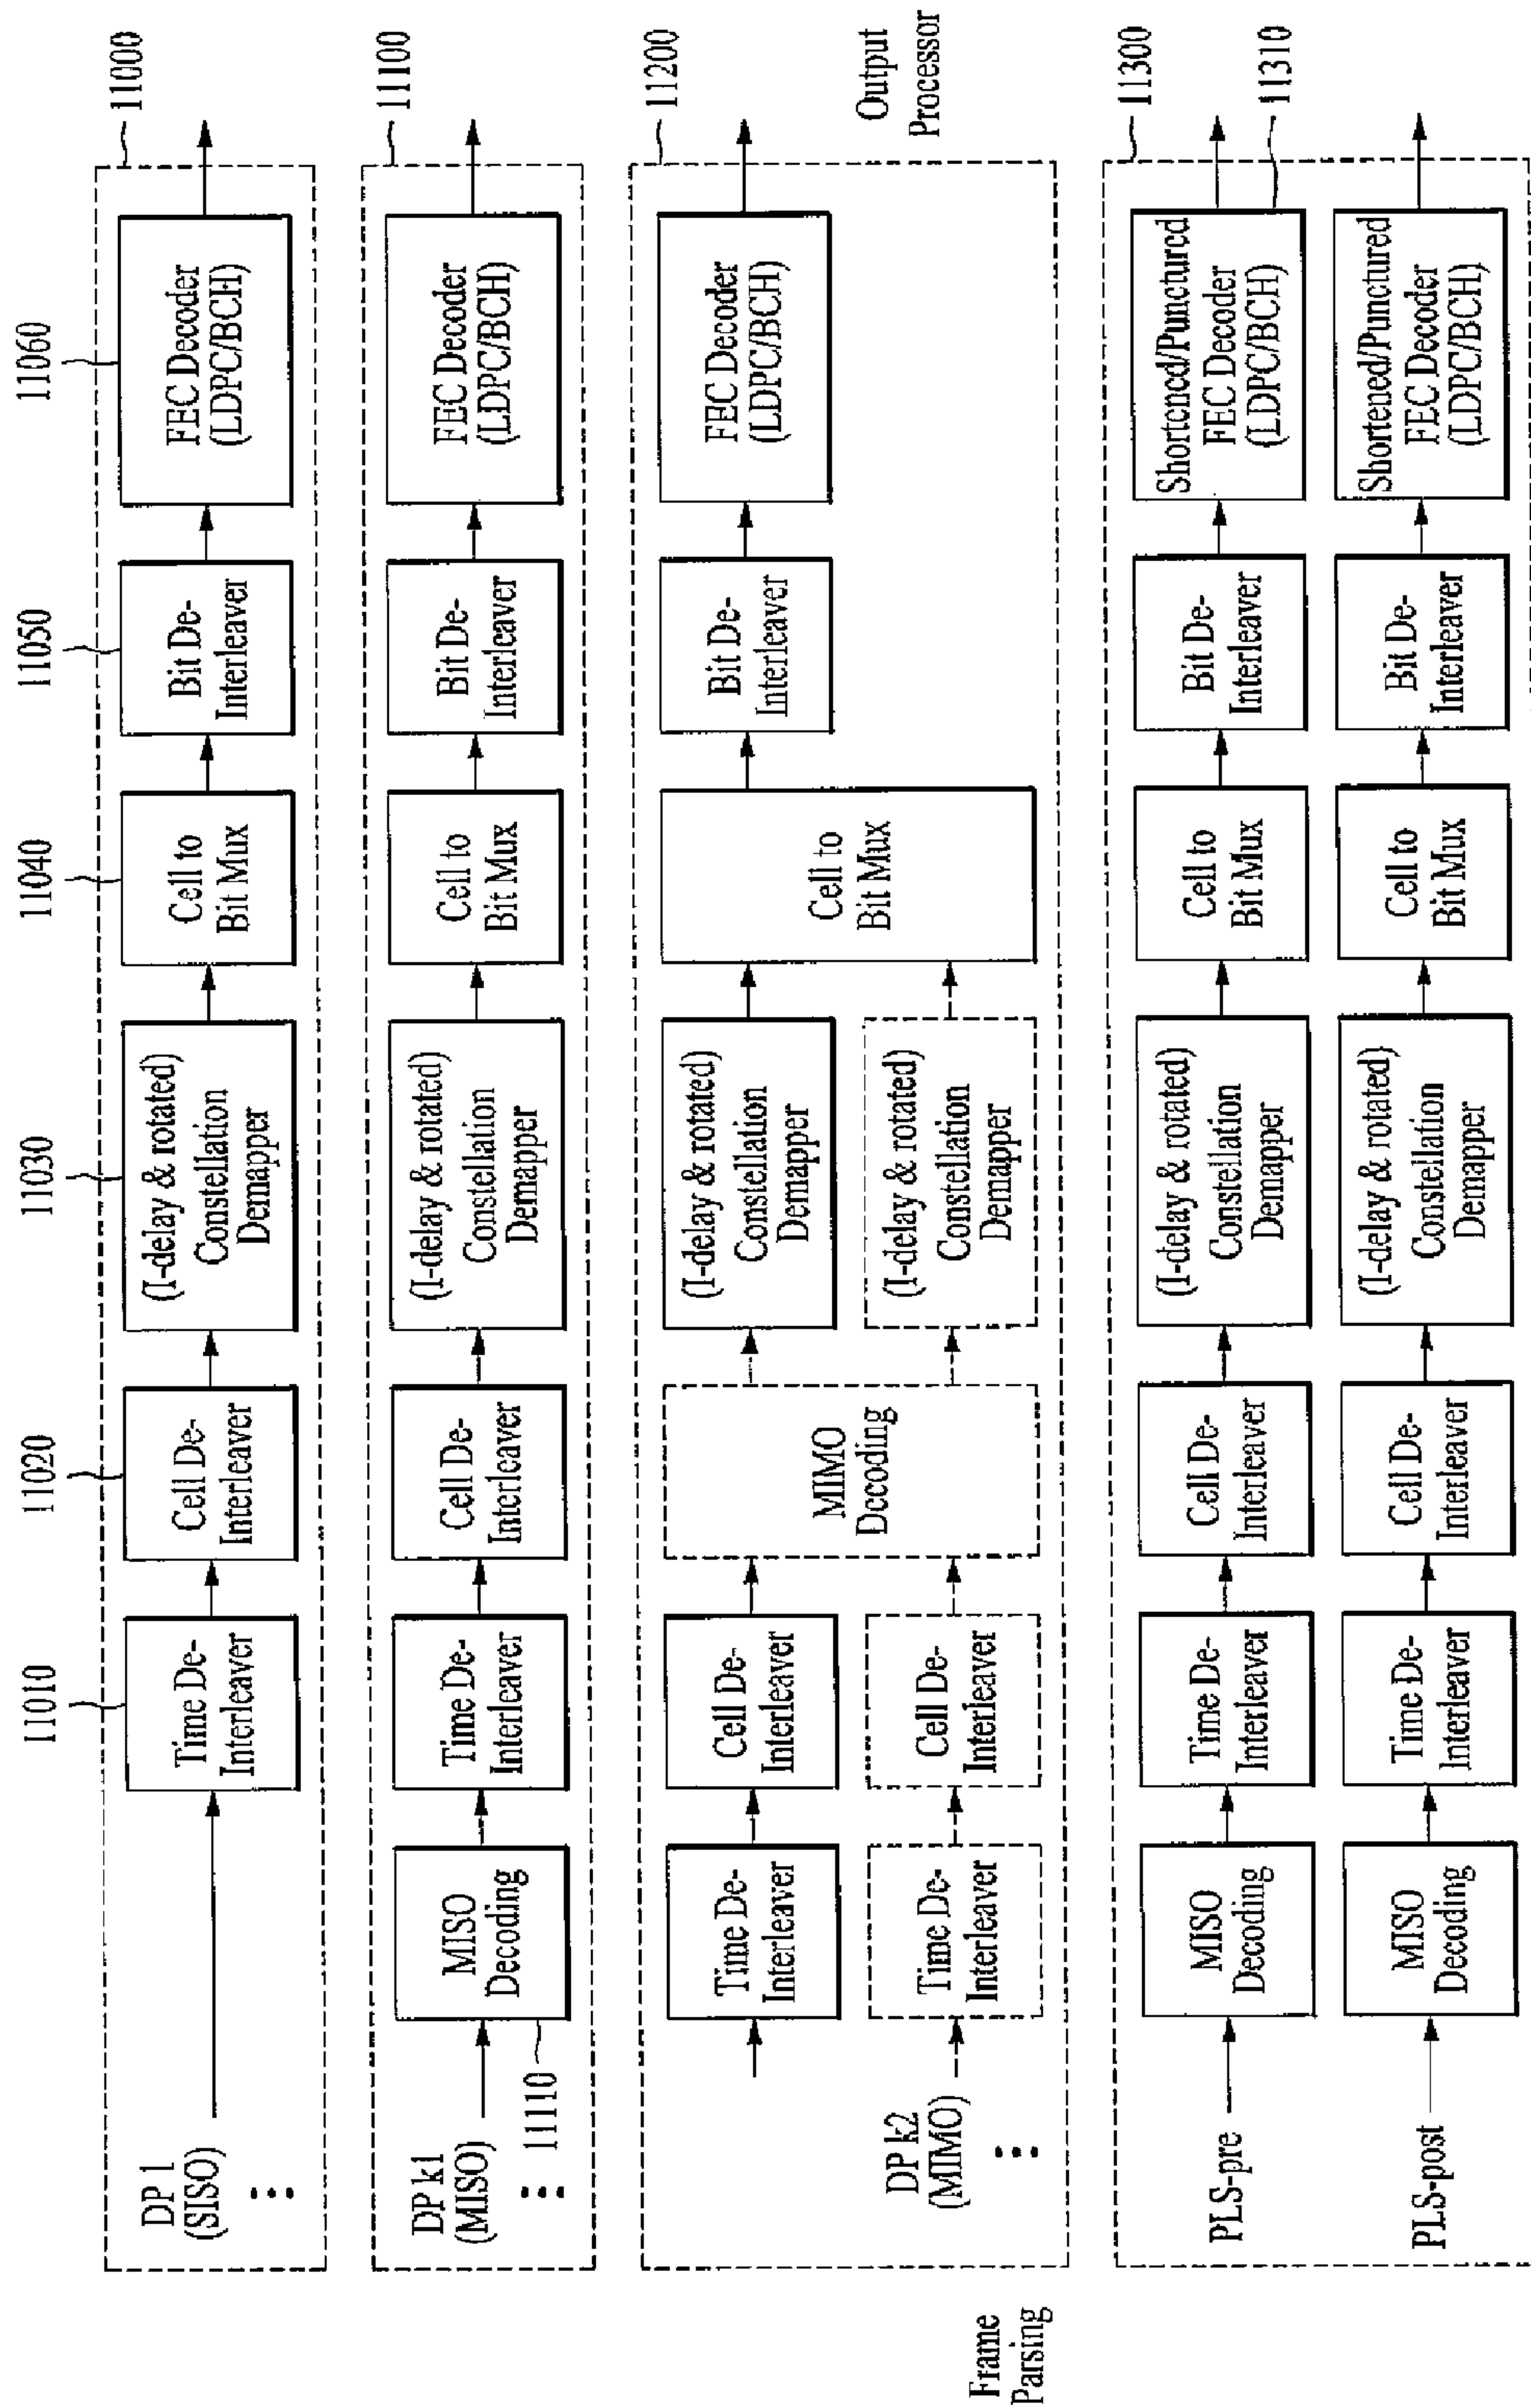 Frame
Parsing
11010
11020
11030
11040
11050
11060
11000
DP 1
(SISO)
⋮
Time De-
Interleaver
Cell De-
Interleaver
(I-delay & rotated)
Constellation
Demapper
Cell to
Bit Mux
Bit De-
Interleaver
FEC Decoder
(LDPC/BCH)
11100
DP k1
(MISO)
⋮
11110
MISO
Decoding
Time De-
Interleaver
Cell De-
Interleaver
(I-delay & rotated)
Constellation
Demapper
Cell to
Bit Mux
Bit De-
Interleaver
FEC Decoder
(LDPC/BCH)
11200
DP k2
(MIMO)
⋮
Time De-
Interleaver
Cell De-
Interleaver
Time De-
Interleaver
Cell De-
Interleaver
MIMO
Decoding
(I-delay & rotated)
Constellation
Demapper
(I-delay & rotated)
Constellation
Demapper
Cell to
Bit Mux
Bit De-
Interleaver
FEC Decoder
(LDPC/BCH)
Output
Processor
11300
PLS-pre
MISO
Decoding
Time De-
Interleaver
Cell De-
Interleaver
(I-delay & rotated)
Constellation
Demapper
Cell to
Bit Mux
Bit De-
Interleaver
Shortened/Punctured
FEC Decoder
(LDPC/BCH)
11310
PLS-post
MISO
Decoding
Time De-
Interleaver
Cell De-
Interleaver
(I-delay & rotated)
Constellation
Demapper
Cell to
Bit Mux
Bit De-
Interleaver
Shortened/Punctured
FEC Decoder
(LDPC/BCH)